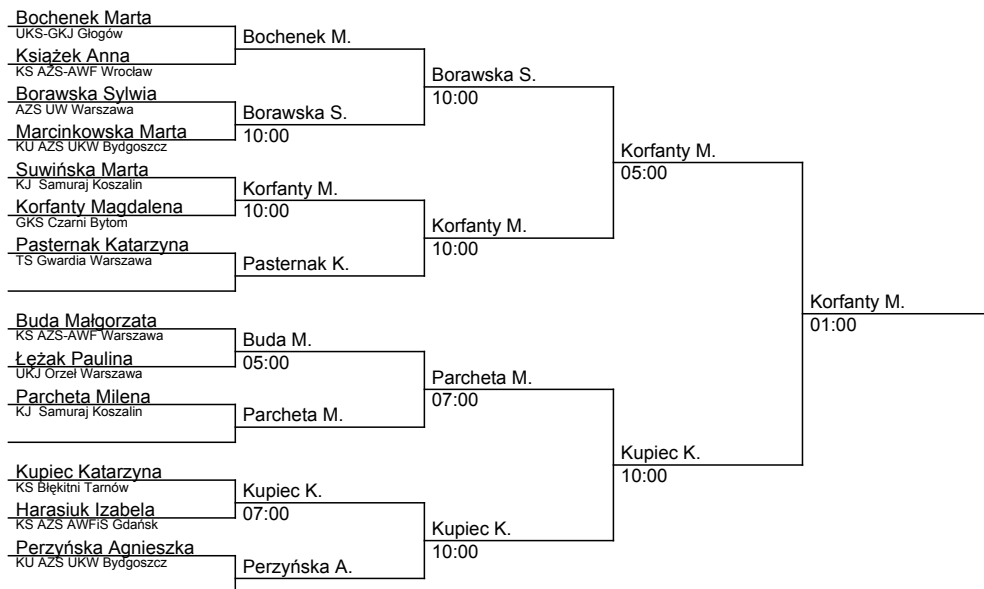 Bochenek Marta
UKS-GKJ Głogów
Książek Anna
KS AZS-AWF Wrocław
Borawska Sylwia
AZS UW Warszawa
Marcinkowska Marta
KU AZS UKW Bydgoszcz
Suwińska Marta
KJ Samuraj Koszalin
Korfanty Magdalena
GKS Czarni Bytom
Pasternak Katarzyna
TS Gwardia Warszawa
Buda Małgorzata
KS AZS-AWF Warszawa
Łężak Paulina
UKJ Orzeł Warszawa
Parcheta Milena
KJ Samuraj Koszalin
Kupiec Katarzyna
KS Błękitni Tarnów
Harasiuk Izabela
KS AZS AWFiS Gdańsk
Perzyńska Agnieszka
KU AZS UKW Bydgoszcz
Bochenek M.
Borawska S.
10:00
Korfanty M.
10:00
Pasternak K.
Buda M.
05:00
Parcheta M.
Kupiec K.
07:00
Perzyńska A.
Borawska S.
10:00
Korfanty M.
10:00
Parcheta M.
07:00
Kupiec K.
10:00
Korfanty M.
05:00
Kupiec K.
10:00
Korfanty M.
01:00